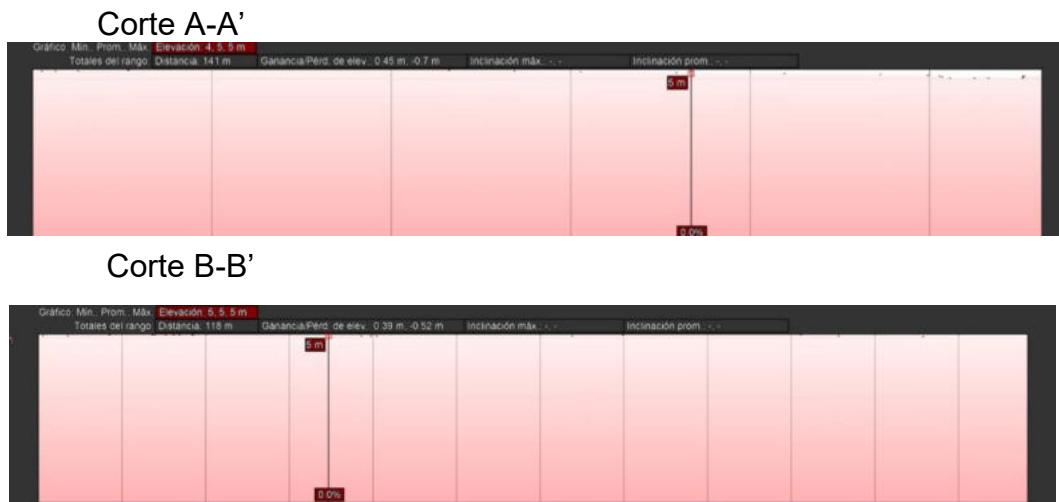 Corte A-A’
Gráfico: Min., Prom., Máx. Elevación: 4, 5, 5 m
Totales del rango: Distancia: 141 m Ganancia/Pérd. de elev.: 0.45 m, -0.7 m Inclinación máx.: -, - Inclinación prom.: -, -
5 m
0.0%
Corte B-B’
Gráfico: Min., Prom., Máx. Elevación: 5, 5, 5 m
Totales del rango: Distancia: 118 m Ganancia/Pérd. de elev.: 0.39 m, -0.52 m Inclinación máx.: -, - Inclinación prom.: -, -
5 m
0.0%